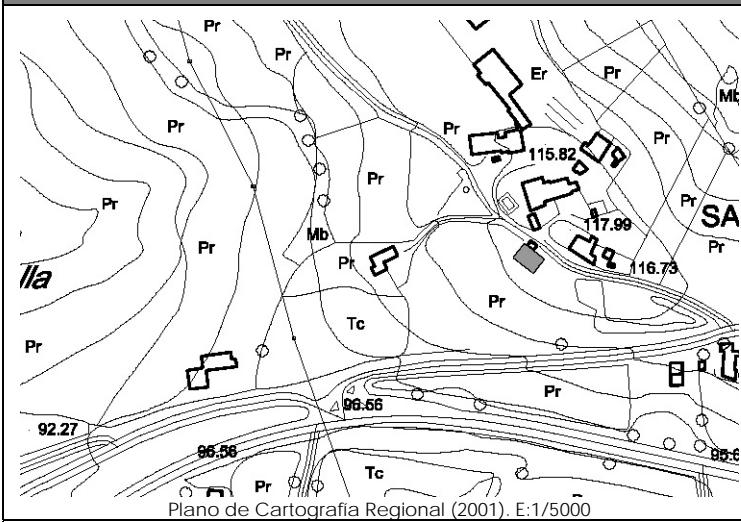 Pr
Pr
Er
Pr
Pr
Pr
115.82
Pr
Pr
Pr
Pr
SA
117.99
Mb
Pr
Pr
lla
Pr
116.73
Pr
Tc
Pr
Pr
96.56
92.27
96.56
Tc
Pr
Plano de Cartografía Regional (2001). E:1/5000